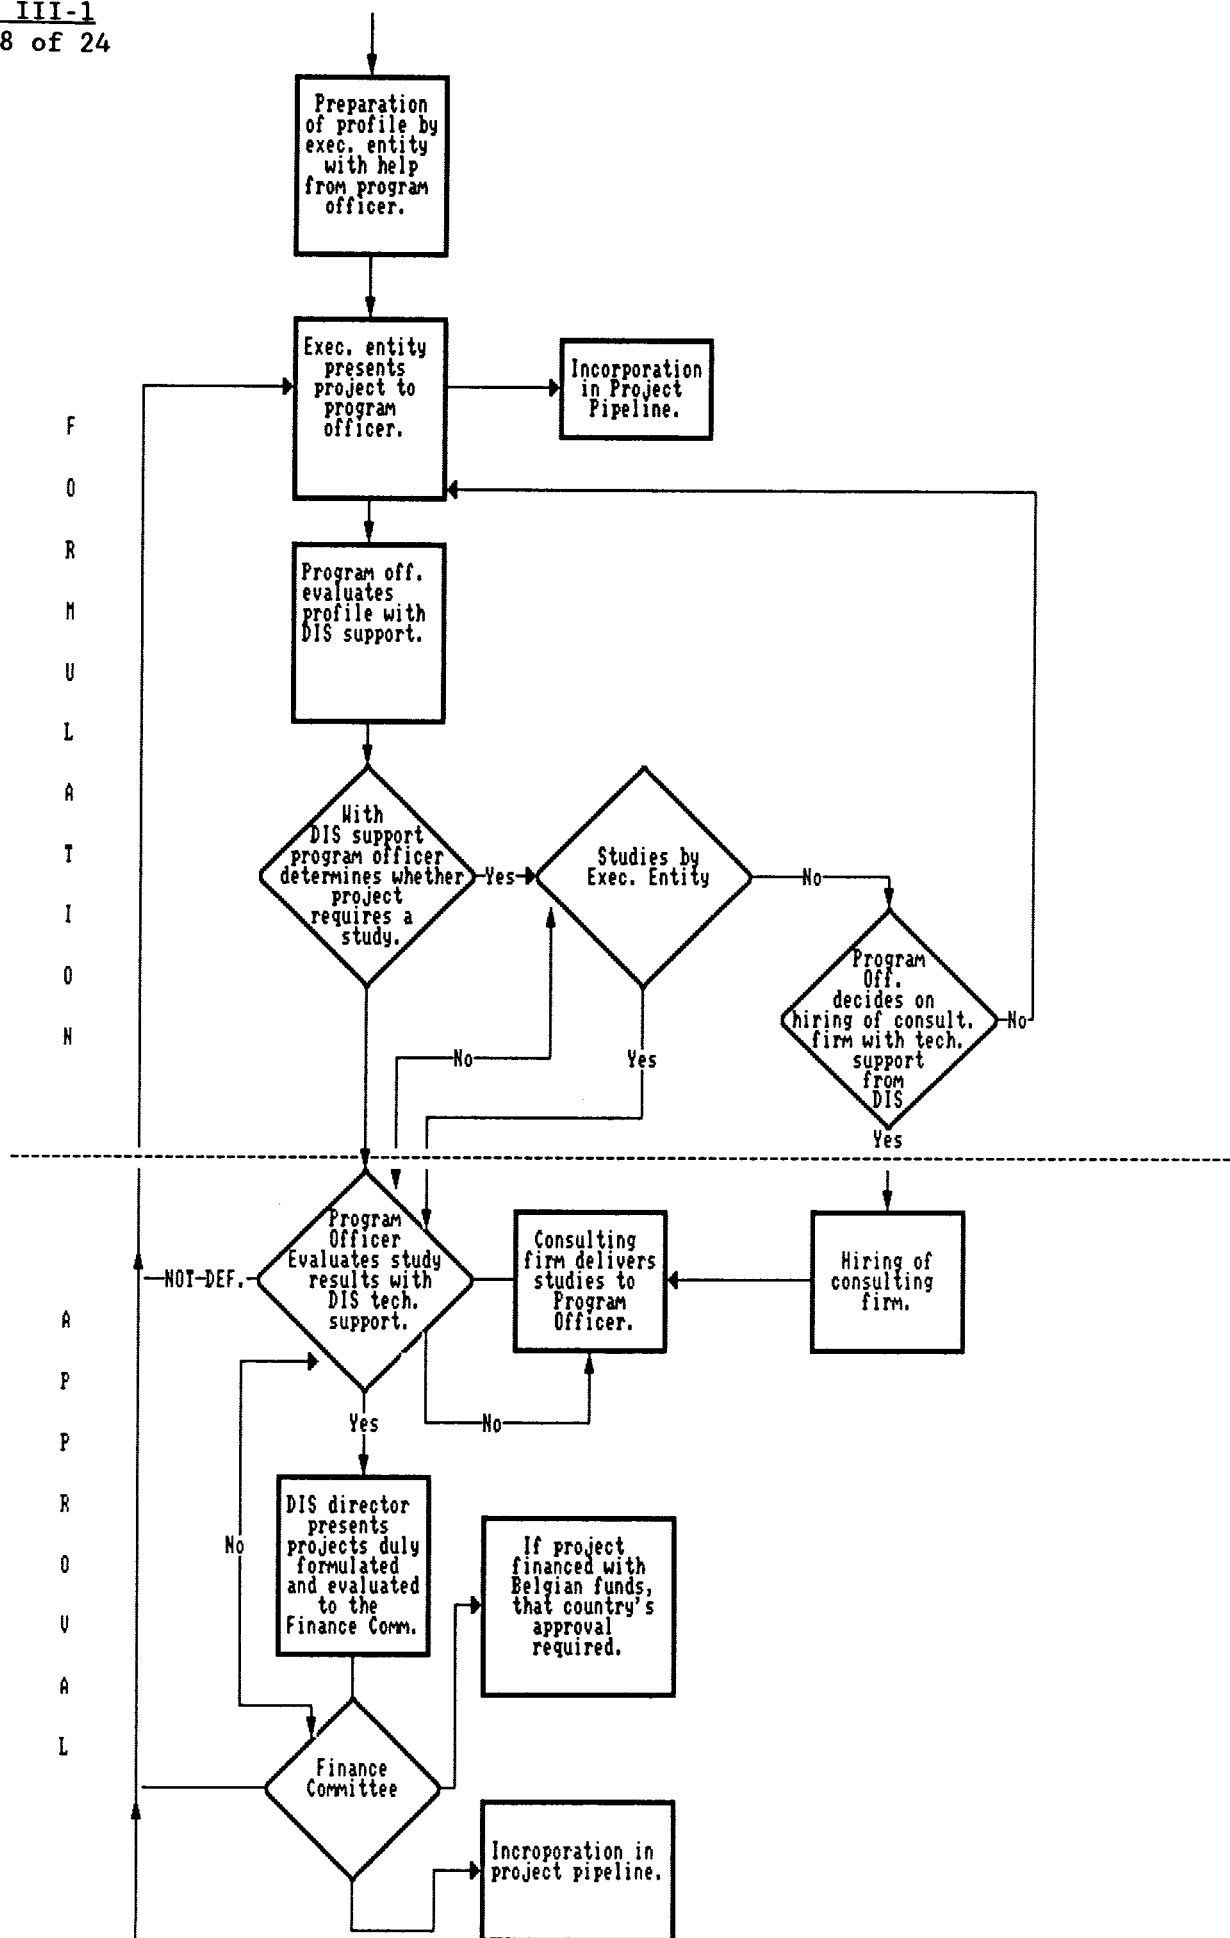 III-1
8 of 24
Preparation
of profile by
exec. entity
with help
from program
officer.
Exec. entity
presents
project to
program
officer.
Incorporation
in Project
Pipeline.
FORMULATION
Program off.
evaluates
profile with
DIS support.
With
DIS support
program officer
determines whether
project
requires a
study.
Yes
Studies by
Exec. Entity
No
Program
Off.
decides on
hiring of consult.
firm with tech.
support
from
DIS
No
No
Yes
Yes
Program
Officer
Evaluates study
results with
DIS tech.
support.
NOT-DEF.
Consulting
firm delivers
studies to
Program
Officer.
Hiring of
consulting
firm.
APPROVAL
Yes
No
No
DIS director
presents
projects duly
formulated
and evaluated
to the
Finance Comm.
If project
financed with
Belgian funds,
that country's
approval
required.
Finance
Committee
Incroporation in
project pipeline.